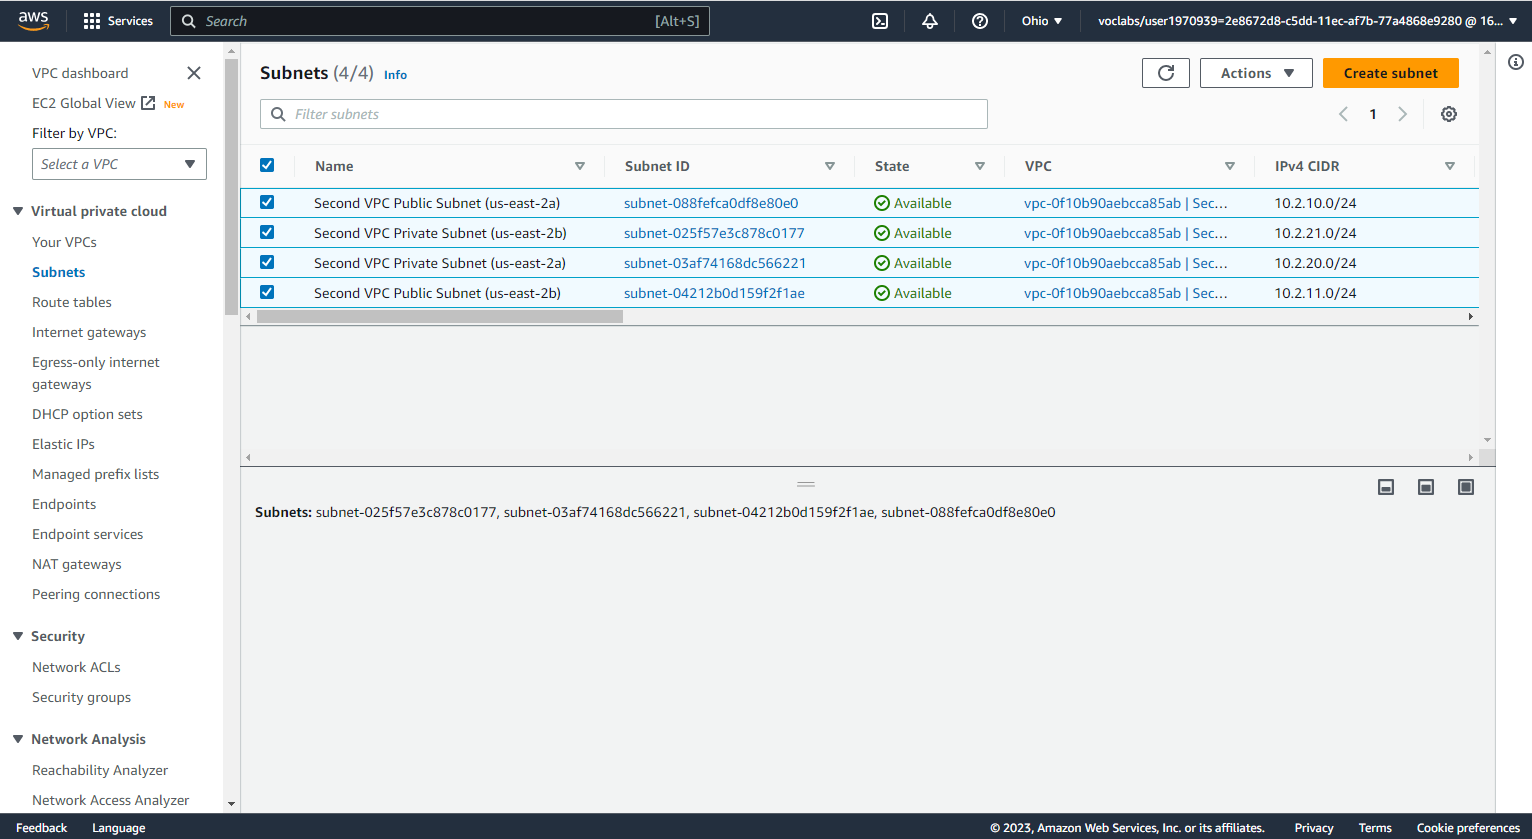 aws
Services
Search [Alt+S]
Ohio
voclabs/user1970939=2e8672d8-c5dd-11ec-af7b-77a4868e9280 @ 16...
VPC dashboard
EC2 Global View New
Filter by VPC:
Select a VPC
Virtual private cloud
Your VPCs
Subnets
Route tables
Internet gateways
Egress-only internet
gateways
DHCP option sets
Elastic IPs
Managed prefix lists
Endpoints
Endpoint services
NAT gateways
Peering connections
Security
Network ACLs
Security groups
Network Analysis
Reachability Analyzer
Network Access Analyzer
Subnets (4/4) Info
Actions
Create subnet
Filter subnets
1
Name Subnet ID State VPC IPv4 CIDR
Second VPC Public Subnet (us-east-2a) subnet-088fefca0df8e80e0 Available vpc-0f10b90aebcca85ab | Sec... 10.2.10.0/24
Second VPC Private Subnet (us-east-2b) subnet-025f57e3c878c0177 Available vpc-0f10b90aebcca85ab | Sec... 10.2.21.0/24
Second VPC Private Subnet (us-east-2a) subnet-03af74168dc566221 Available vpc-0f10b90aebcca85ab | Sec... 10.2.20.0/24
Second VPC Public Subnet (us-east-2b) subnet-04212b0d159f2f1ae Available vpc-0f10b90aebcca85ab | Sec... 10.2.11.0/24
Subnets: subnet-025f57e3c878c0177, subnet-03af74168dc566221, subnet-04212b0d159f2f1ae, subnet-088fefca0df8e80e0
Feedback Language © 2023, Amazon Web Services, Inc. or its affiliates. Privacy Terms Cookie preferences